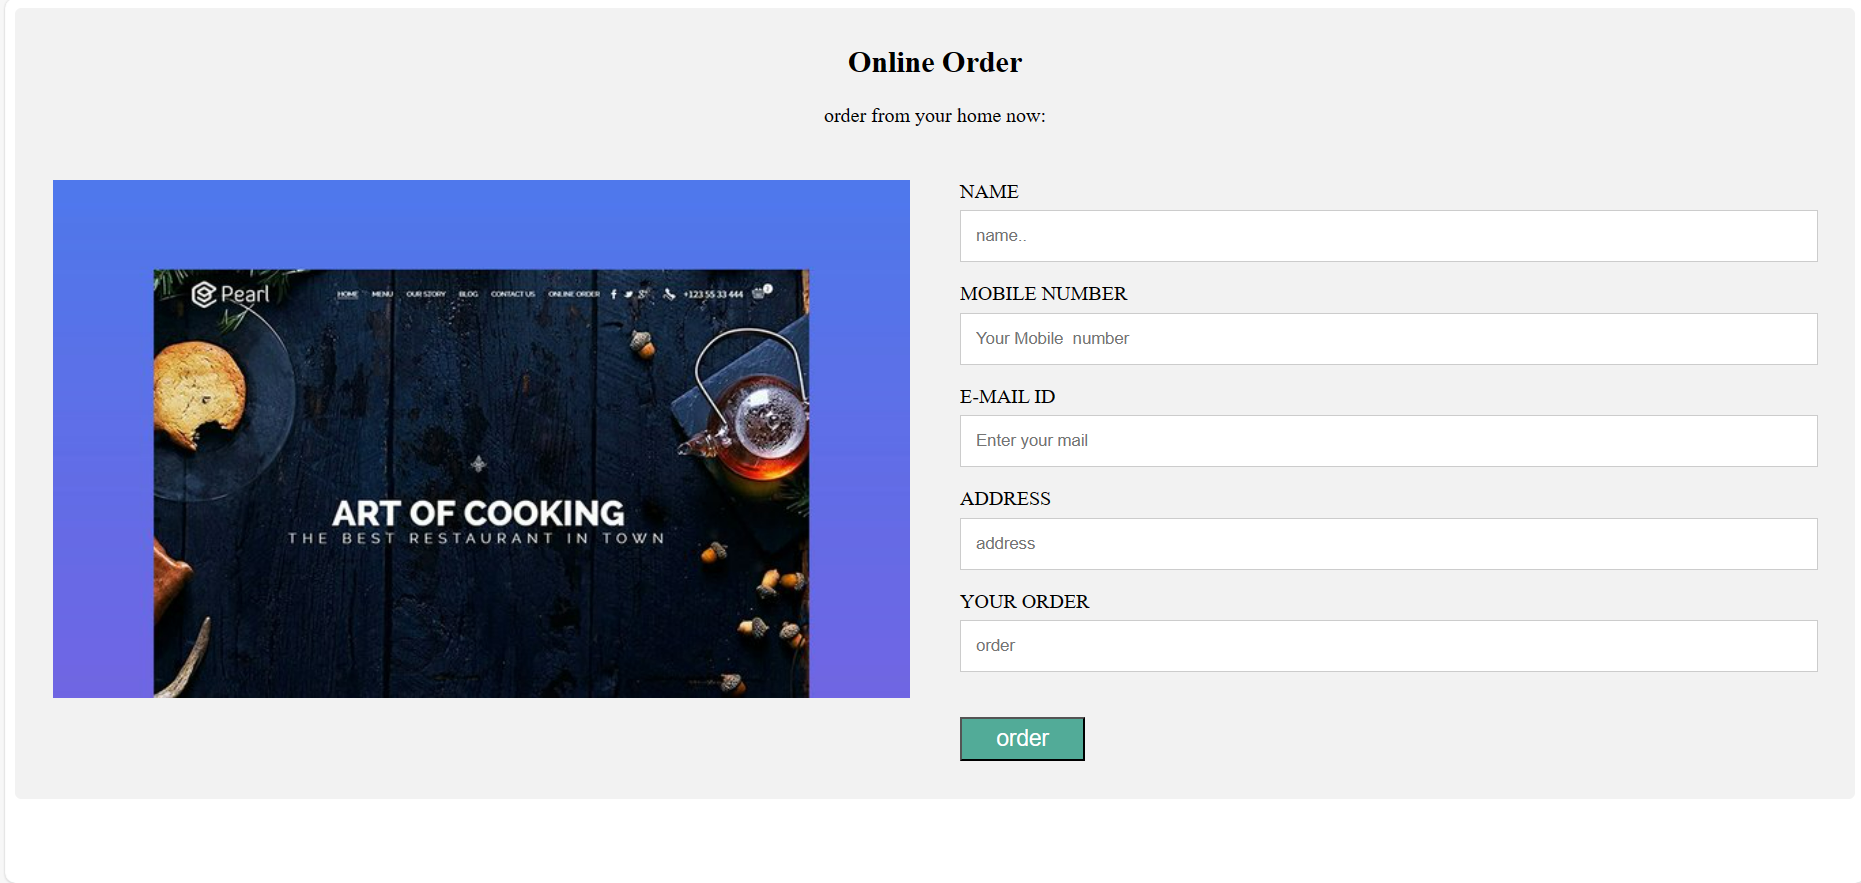 Online Order
order from your home now:
Pearl HOME MENU OUR STORY BLOG CONTACT US ONLINE ORDER +123 55 33 444
ART OF COOKING
THE BEST RESTAURANT IN TOWN
NAME
name..
MOBILE NUMBER
Your Mobile  number
E-MAIL ID
Enter your mail
ADDRESS
address
YOUR ORDER
order
order